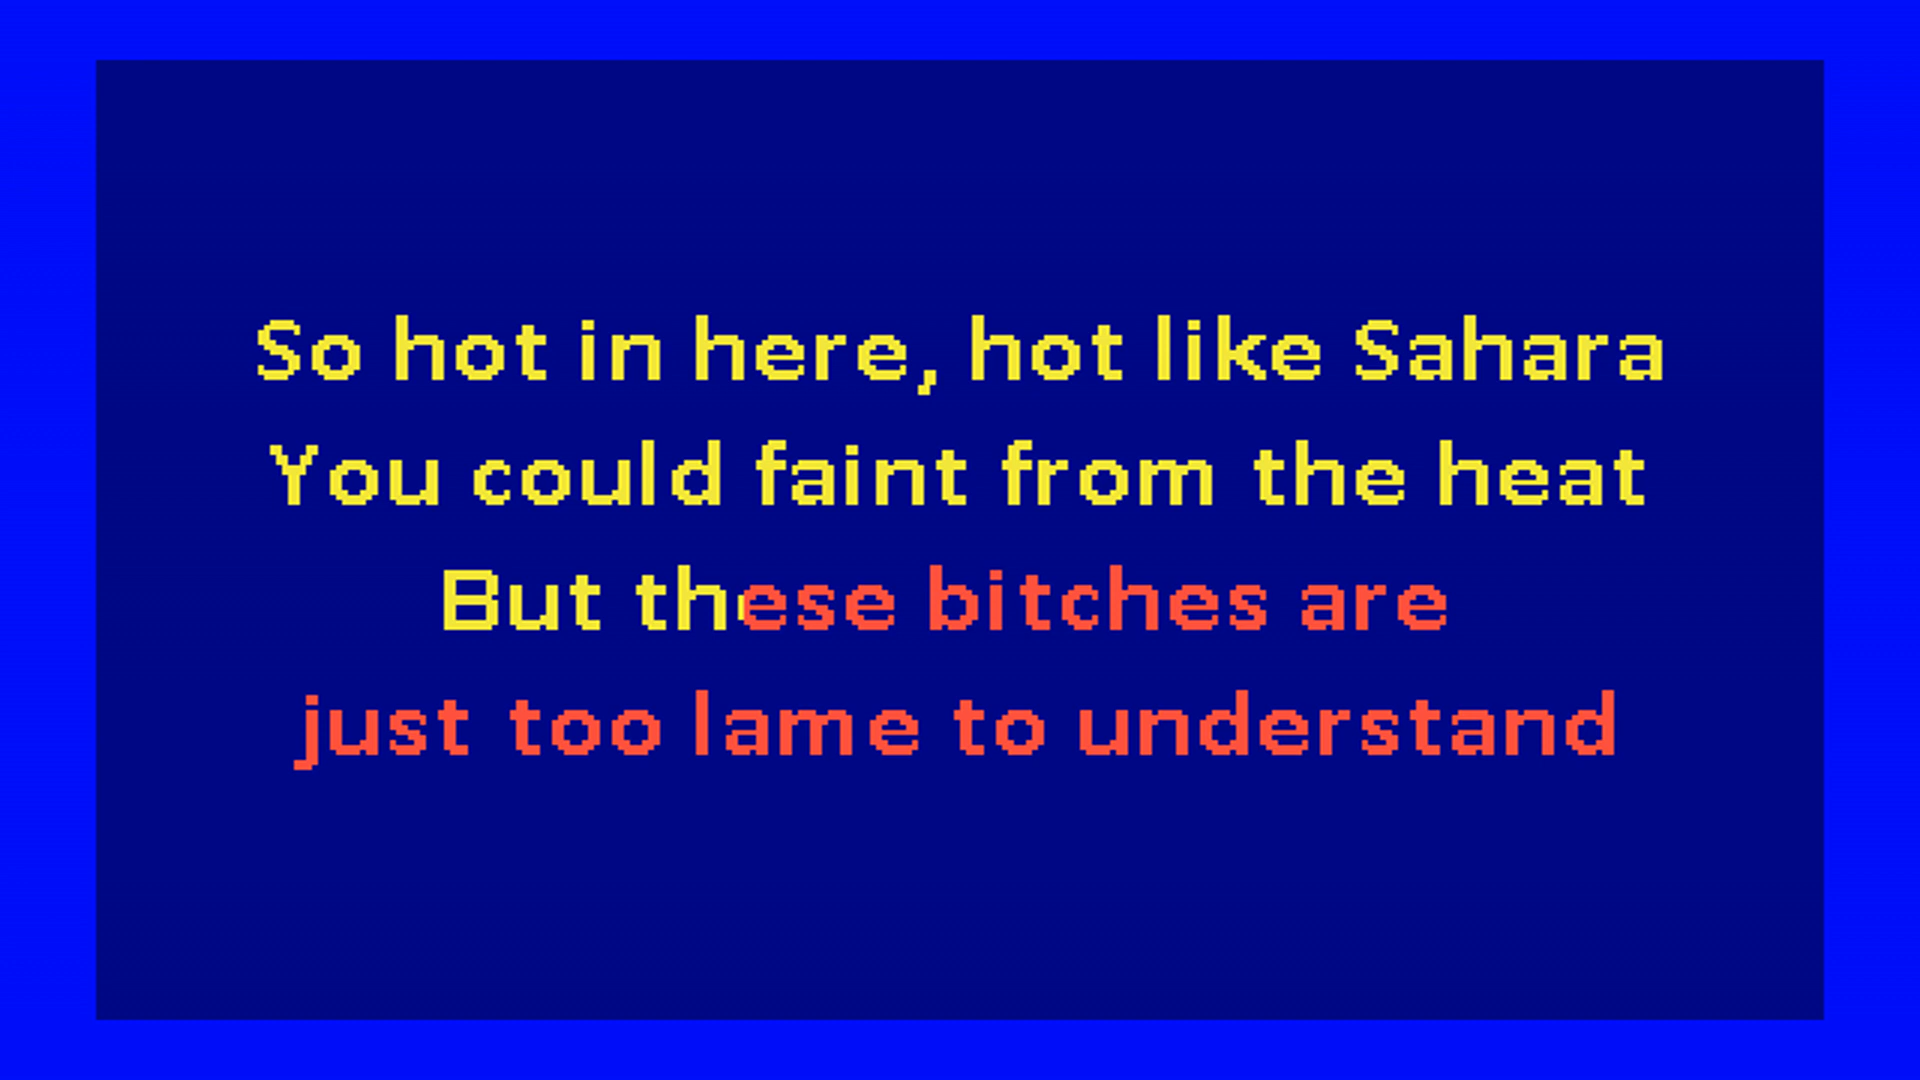 So hot in here, hot like Sahara
You could faint from the heat
But these bitches are
just too lame to understand